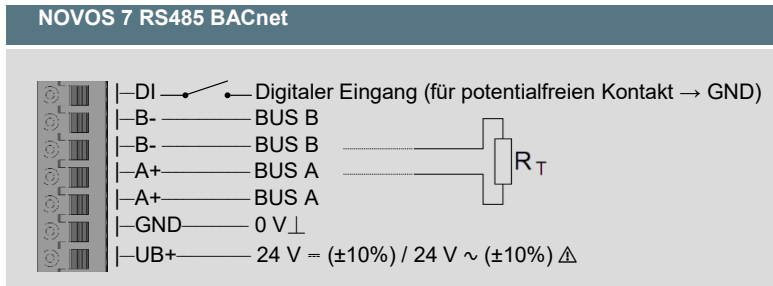 NOVOS 7 RS485 BACnet
DI Digitaler Eingang (für potentialfreien Kontakt → GND)
B- BUS B
B- BUS B
A+ BUS A
A+ BUS A
GND 0 V⊥
UB+ 24 V ⎓ (±10%) / 24 V ∿ (±10%) ⚠
R T